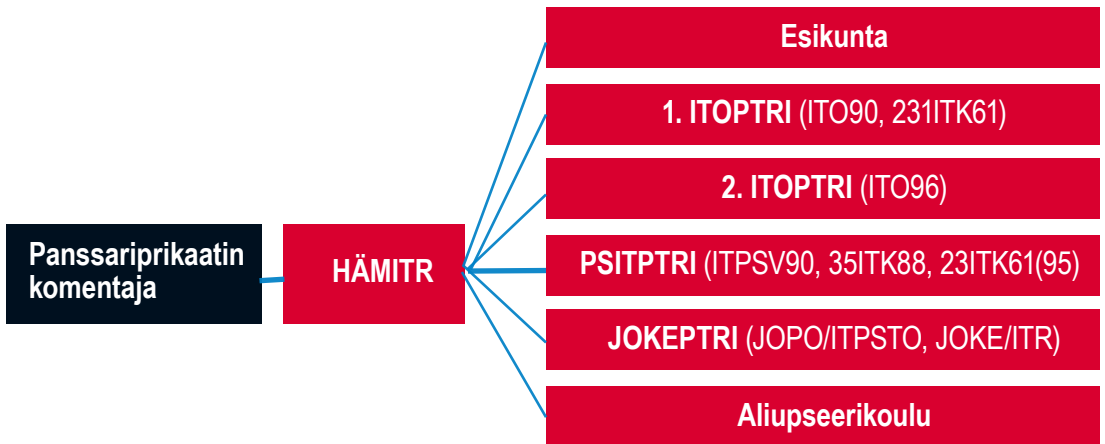 Esikunta
1. ITOPTRI (ITO90, 231ITK61)
2. ITOPTRI (ITO96)
Panssariprikaatin
komentaja
HÄMITR
PSITPTRI (ITPSV90, 35ITK88, 23ITK61(95)
JOKEPTRI (JOPO/ITPSTO, JOKE/ITR)
Aliupseerikoulu